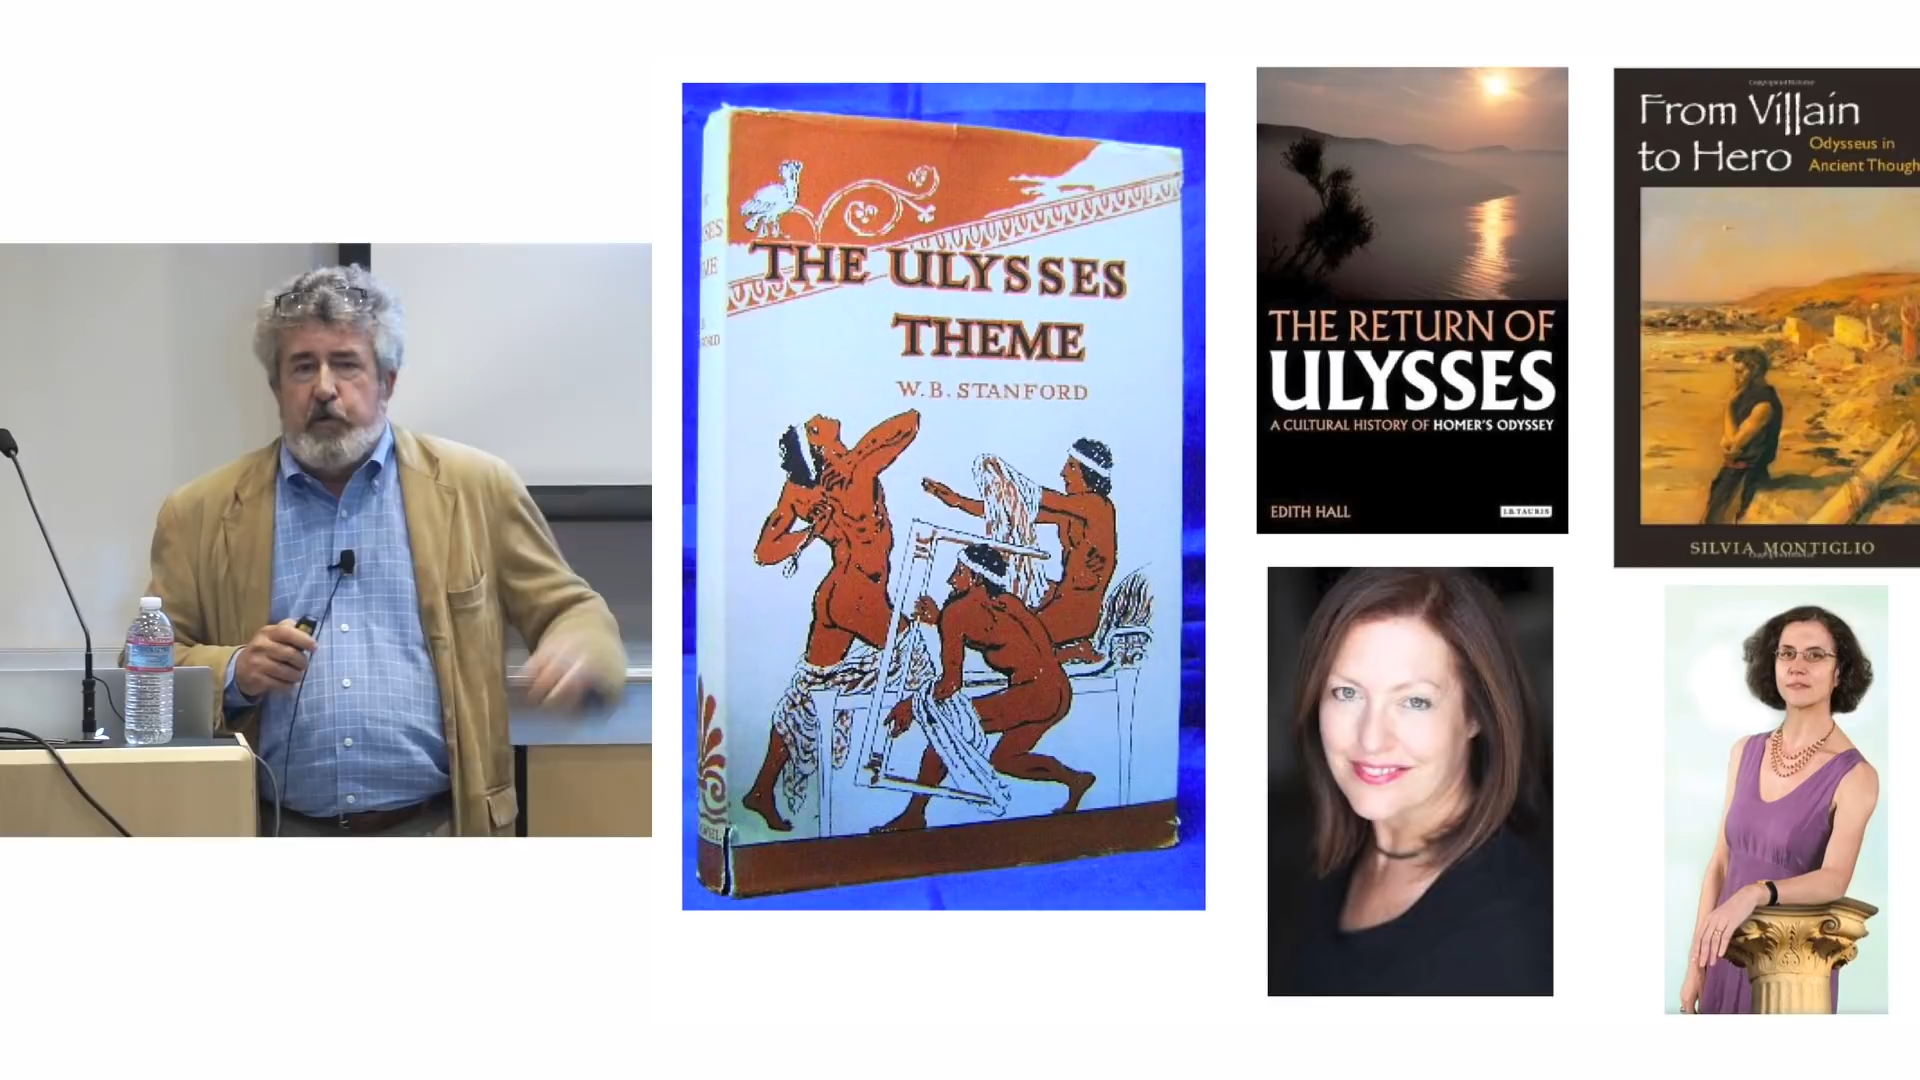 THE ULYSSES
THEME
W.B. STANFORD
THE RETURN OF
ULYSSES
A CULTURAL HISTORY OF HOMER'S ODYSSEY
EDITH HALL
I.B.TAURIS
From Villain
to Hero
Odysseus in
Ancient Though
SILVIA MONTIGLIO